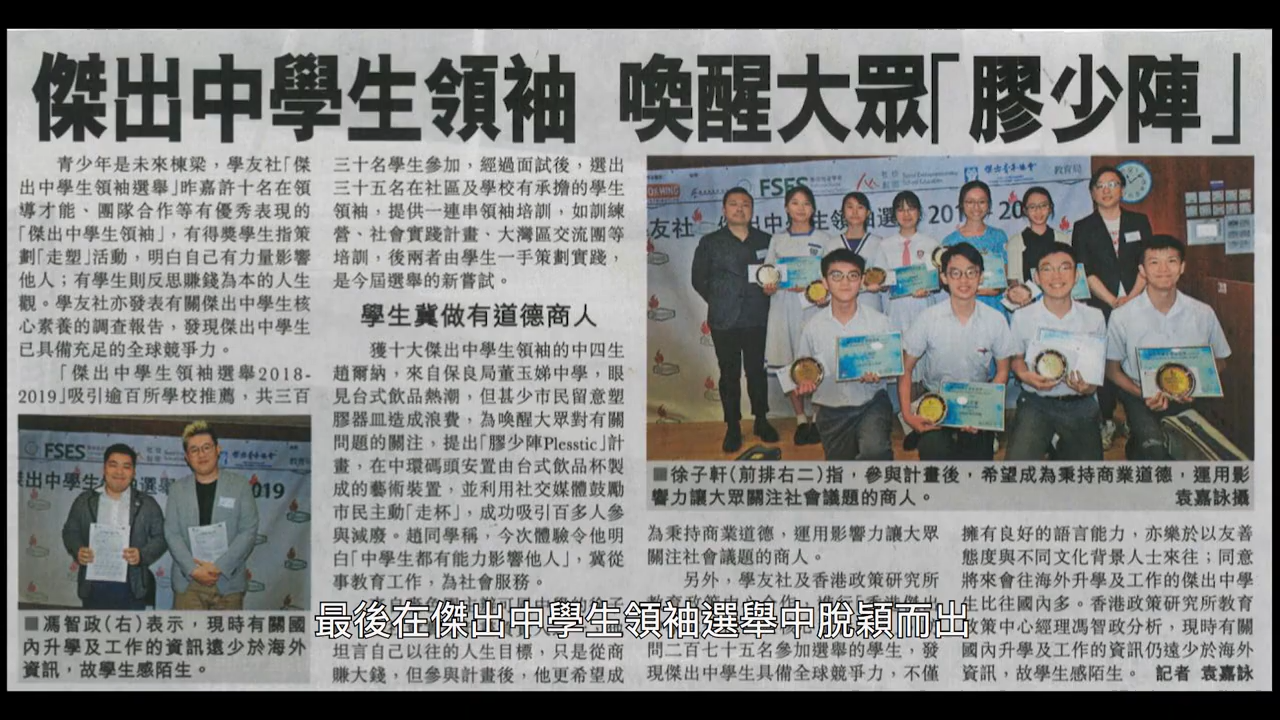 傑出中學生領袖 喚醒大眾「膠少陣」
青少年是未來棟梁，學友社「傑
出中學生領袖選舉」昨嘉許十名在領
導才能、團隊合作等有優秀表現的
「傑出中學生領袖」，有得獎學生指策
劃「走塑」活動，明白自己有力量影響
他人；有學生則反思賺錢為本的人生
觀。學友社亦發表有關傑出中學生核
心素養的調查報告，發現傑出中學生
已具備充足的全球競爭力。
「傑出中學生領袖選舉2018-
2019」吸引逾百所學校推薦，共三百
FSES
傑出中學生領袖選舉
2019
■馮智政(右)表示，現時有關國
內升學及工作的資訊遠少於海外
資訊，故學生感陌生。
三十名學生參加，經過面試後，選出
三十五名在社區及學校有承擔的學生
領袖，提供一連串領袖培訓，如訓練
營、社會實踐計畫、大灣區交流團等
培訓，後兩者由學生一手策劃實踐，
是今屆選舉的新嘗試。
學生冀做有道德商人
獲十大傑出中學生領袖的中四生
趙爾納，來自保良局董玉娣中學，眼
見台式飲品熱潮，但甚少市民留意塑
膠器皿造成浪費，為喚醒大眾對有關
問題的關注，提出「膠少陣Plesstic」計
畫，在中環碼頭安置由台式飲品杯製
成的藝術裝置，並利用社交媒體鼓勵
市民主動「走杯」，成功吸引百多人參
與減廢。趙同學稱，今次體驗令他明
白「中學生都有能力影響他人」，冀從
事教育工作，為社會服務。
坦言自己以往的人生目標，只是從商
賺大錢，但參與計畫後，他更希望成
FSES
教育局
友社
出中學生領袖選
■徐子軒(前排右二)指，參與計畫後，希望成為秉持商業道德，運用影
響力讓大眾關注社會議題的商人。 袁嘉詠攝
為秉持商業道德，運用影響力讓大眾
關注社會議題的商人。
另外，學友社及香港政策研究所
問二百七十五名參加選舉的學生，發
現傑出中學生具備全球競爭力，不僅
擁有良好的語言能力，亦樂於以友善
態度與不同文化背景人士來往；同意
將來會往海外升學及工作的傑出中學
生比往國內多。香港政策研究所教育
政策中心經理馮智政分析，現時有關
國內升學及工作的資訊仍遠少於海外
資訊，故學生感陌生。 記者 袁嘉詠
最後在傑出中學生領袖選舉中脫穎而出